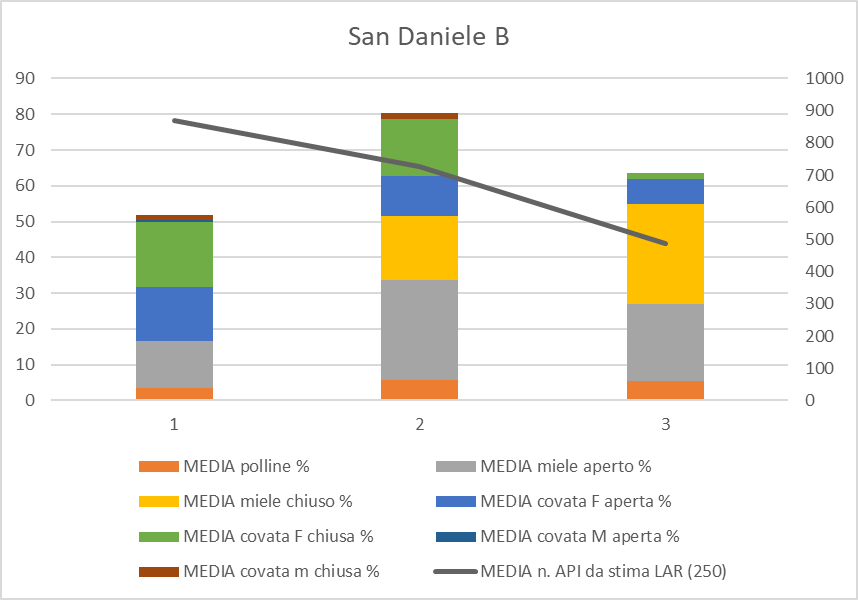 San Daniele B
90 1000
80 900
70 800
60 700
50 600
40 500
30 400
20 300
10 200
0 100
0
1 2 3
MEDIA polline % MEDIA miele aperto %
MEDIA miele chiuso % MEDIA covata F aperta %
MEDIA covata F chiusa % MEDIA covata M aperta %
MEDIA covata m chiusa % MEDIA n. API da stima LAR (250)